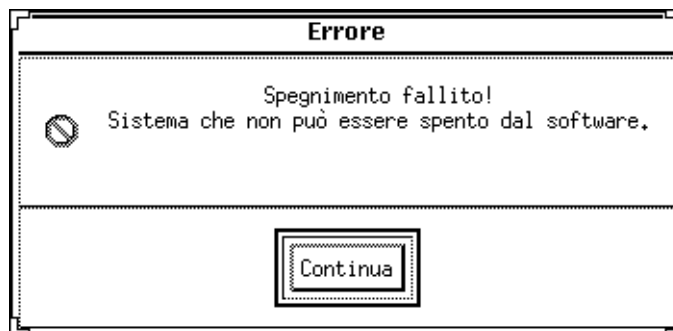 Errore
Spegnimento fallito!
Sistema che non può essere spento dal software.
Continua